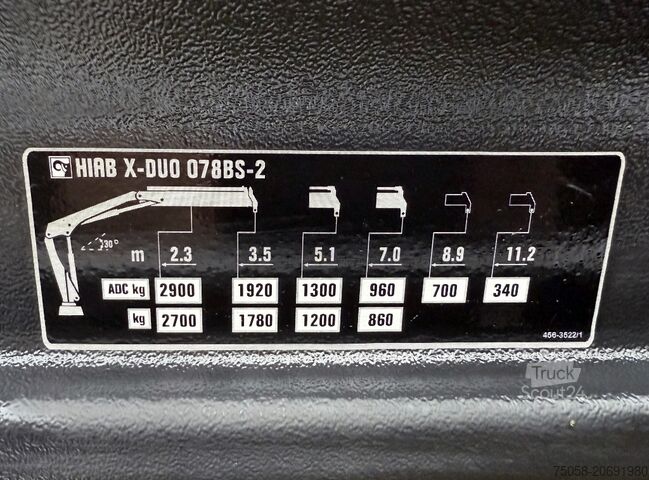 HIAB X-DUO 078BS-2
30°
m 2.3 3.5 5.1 7.0 8.9 11.2
ADC kg 2900 1920 1300 960 700 340
kg 2700 1780 1200 860
456-3522/1
Truck
Scout24
75058-20691980